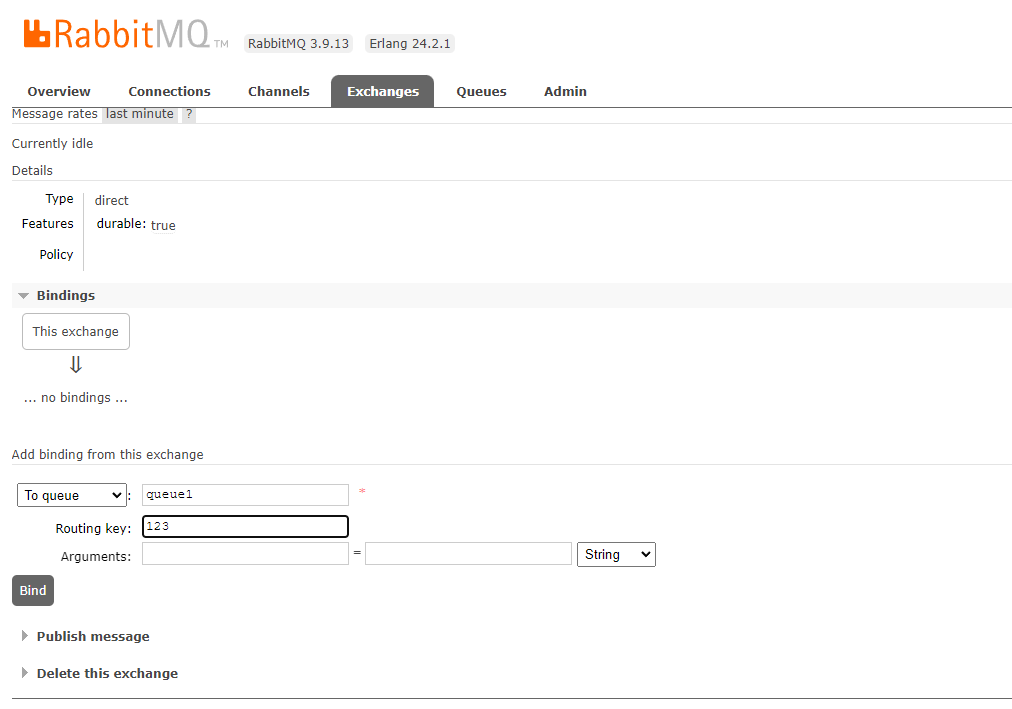 RabbitMQ TM RabbitMQ 3.9.13 Erlang 24.2.1
Overview Connections Channels Exchanges Queues Admin
Message rates last minute ?
Currently idle
Details
Type direct
Features durable: true
Policy
Bindings
This exchange
⇓
... no bindings ...
Add binding from this exchange
To queue : queue1 *
Routing key: 123
Arguments: = String
Bind
Publish message
Delete this exchange